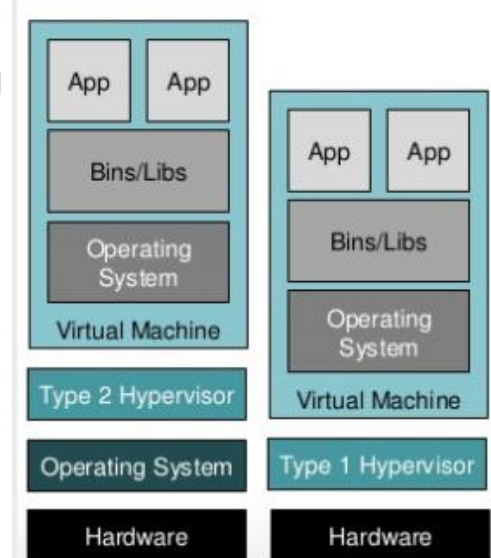 App App
Bins/Libs
Operating
System
Virtual Machine
Type 2 Hypervisor
Operating System
Hardware
App App
Bins/Libs
Operating
System
Virtual Machine
Type 1 Hypervisor
Hardware